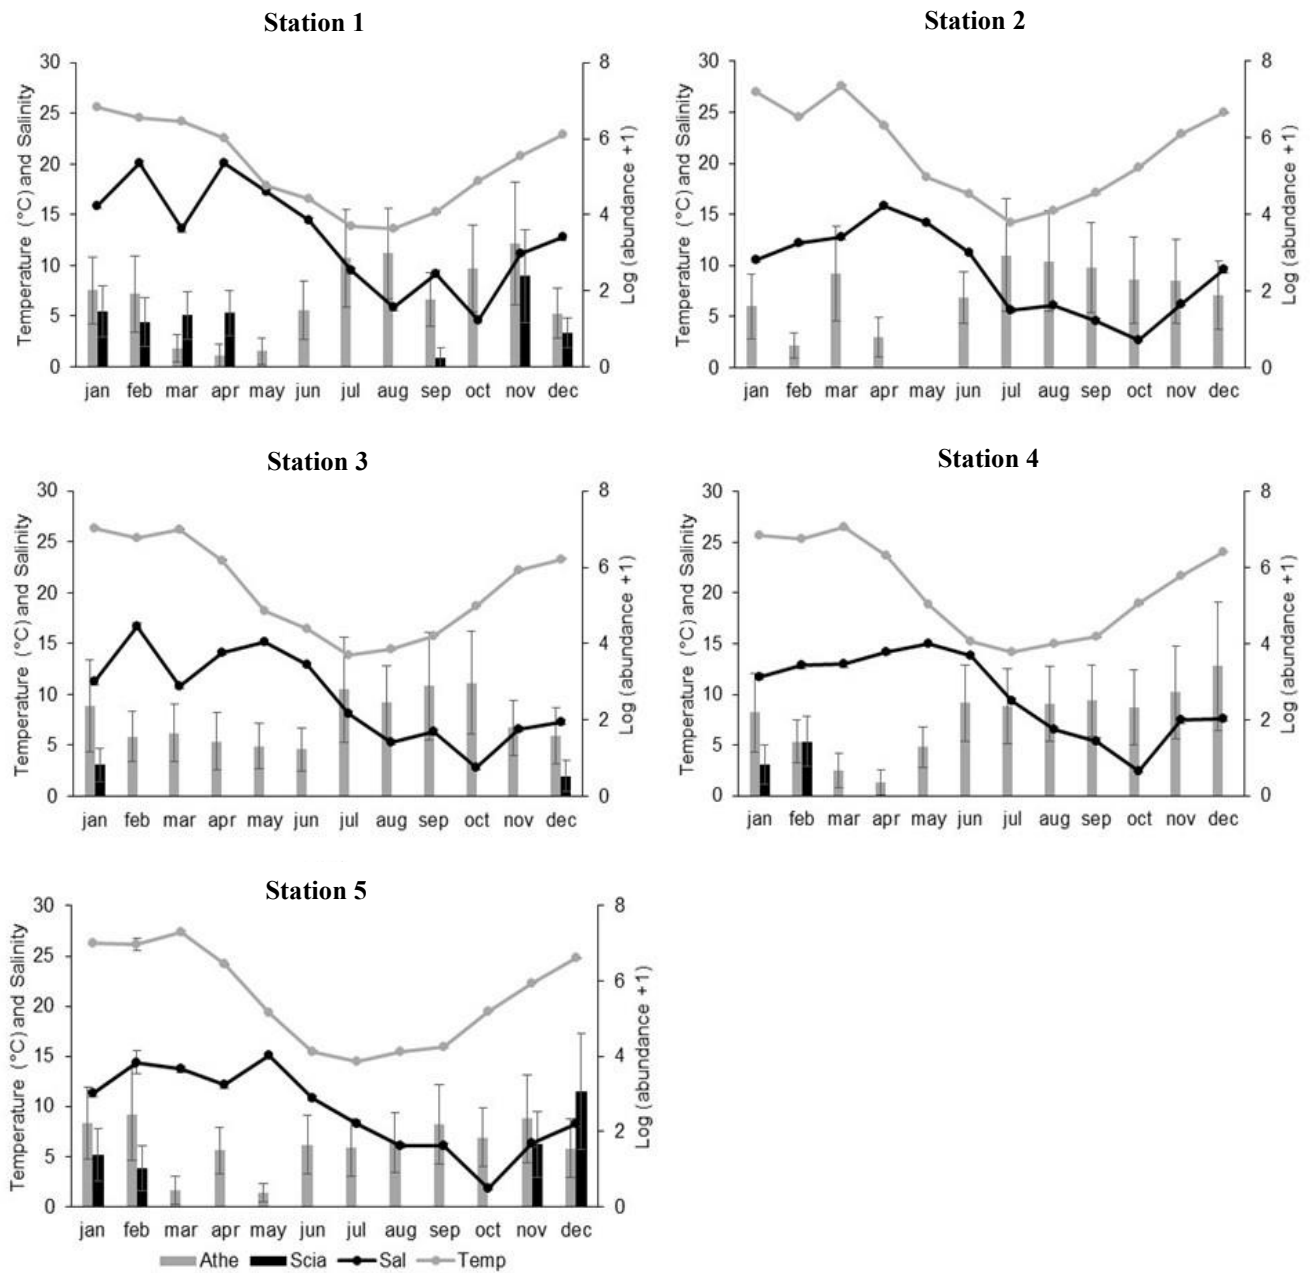 Station 1
30
25
20
15
10
5
0
Temperature (°C) and Salinity
8
6
4
2
0
Log (abundance +1)
jan feb mar apr may jun jul aug sep oct nov dec
Station 2
30
25
20
15
10
5
0
Temperature (°C) and Salinity
8
6
4
2
0
Log (abundance +1)
jan feb mar apr may jun jul aug sep oct nov dec
Station 3
30
25
20
15
10
5
0
Temperature (°C) and Salinity
8
6
4
2
0
Log (abundance +1)
jan feb mar apr may jun jul aug sep oct nov dec
Station 4
30
25
20
15
10
5
0
Temperature (°C) and Salinity
8
6
4
2
0
Log (abundance +1)
jan feb mar apr may jun jul aug sep oct nov dec
Station 5
30
25
20
15
10
5
0
Temperature (°C) and Salinity
8
6
4
2
0
Log (abundance +1)
jan feb mar apr may jun jul aug sep oct nov dec
Athe Scia Sal Temp